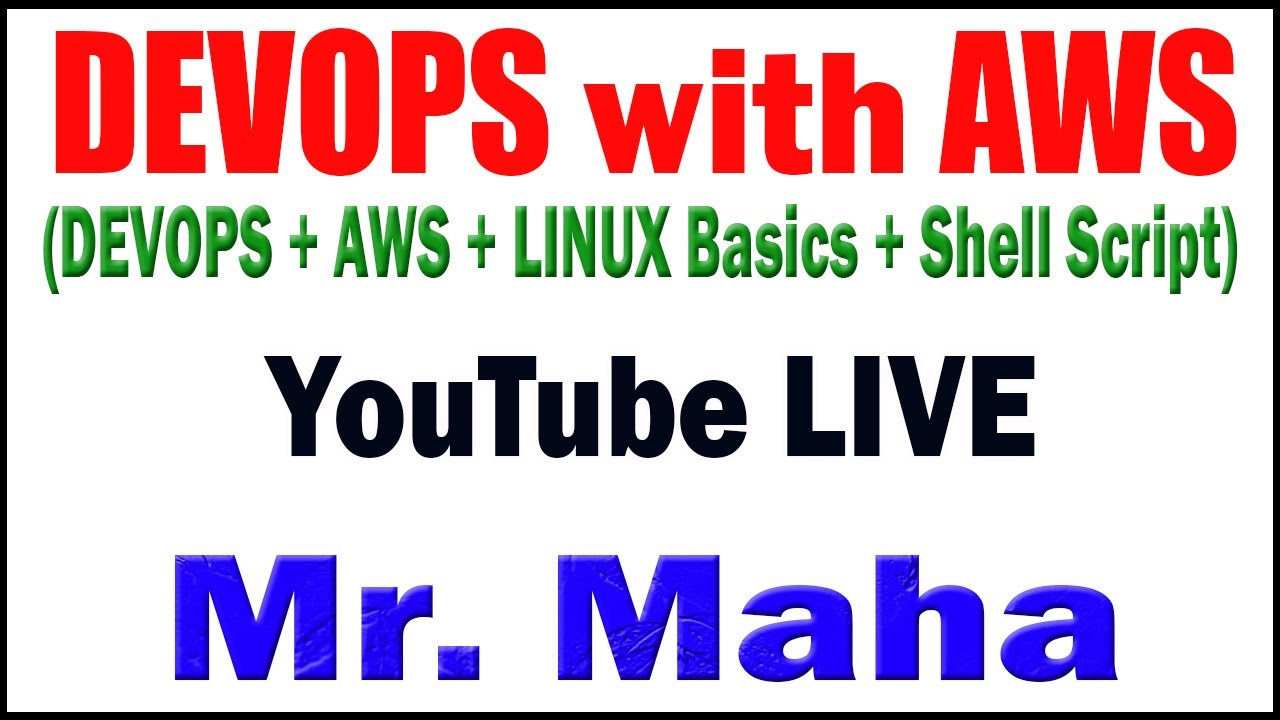 DEVOPS with AWS
(DEVOPS + AWS + LINUX Basics + Shell Script)
YouTube LIVE
Mr. Maha